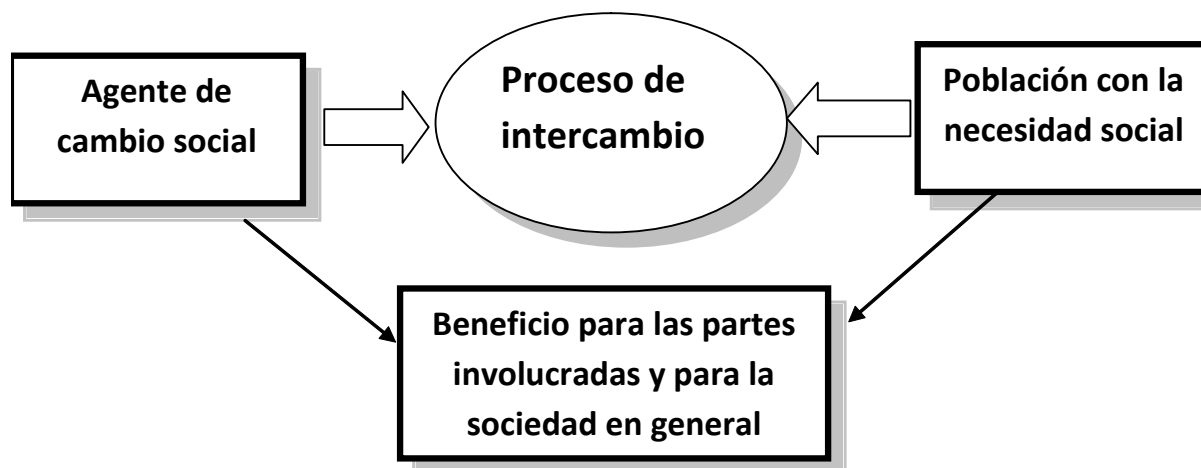 Agente de
cambio social
Proceso de
intercambio
Población con la
necesidad social
Beneficio para las partes
involucradas y para la
sociedad en general